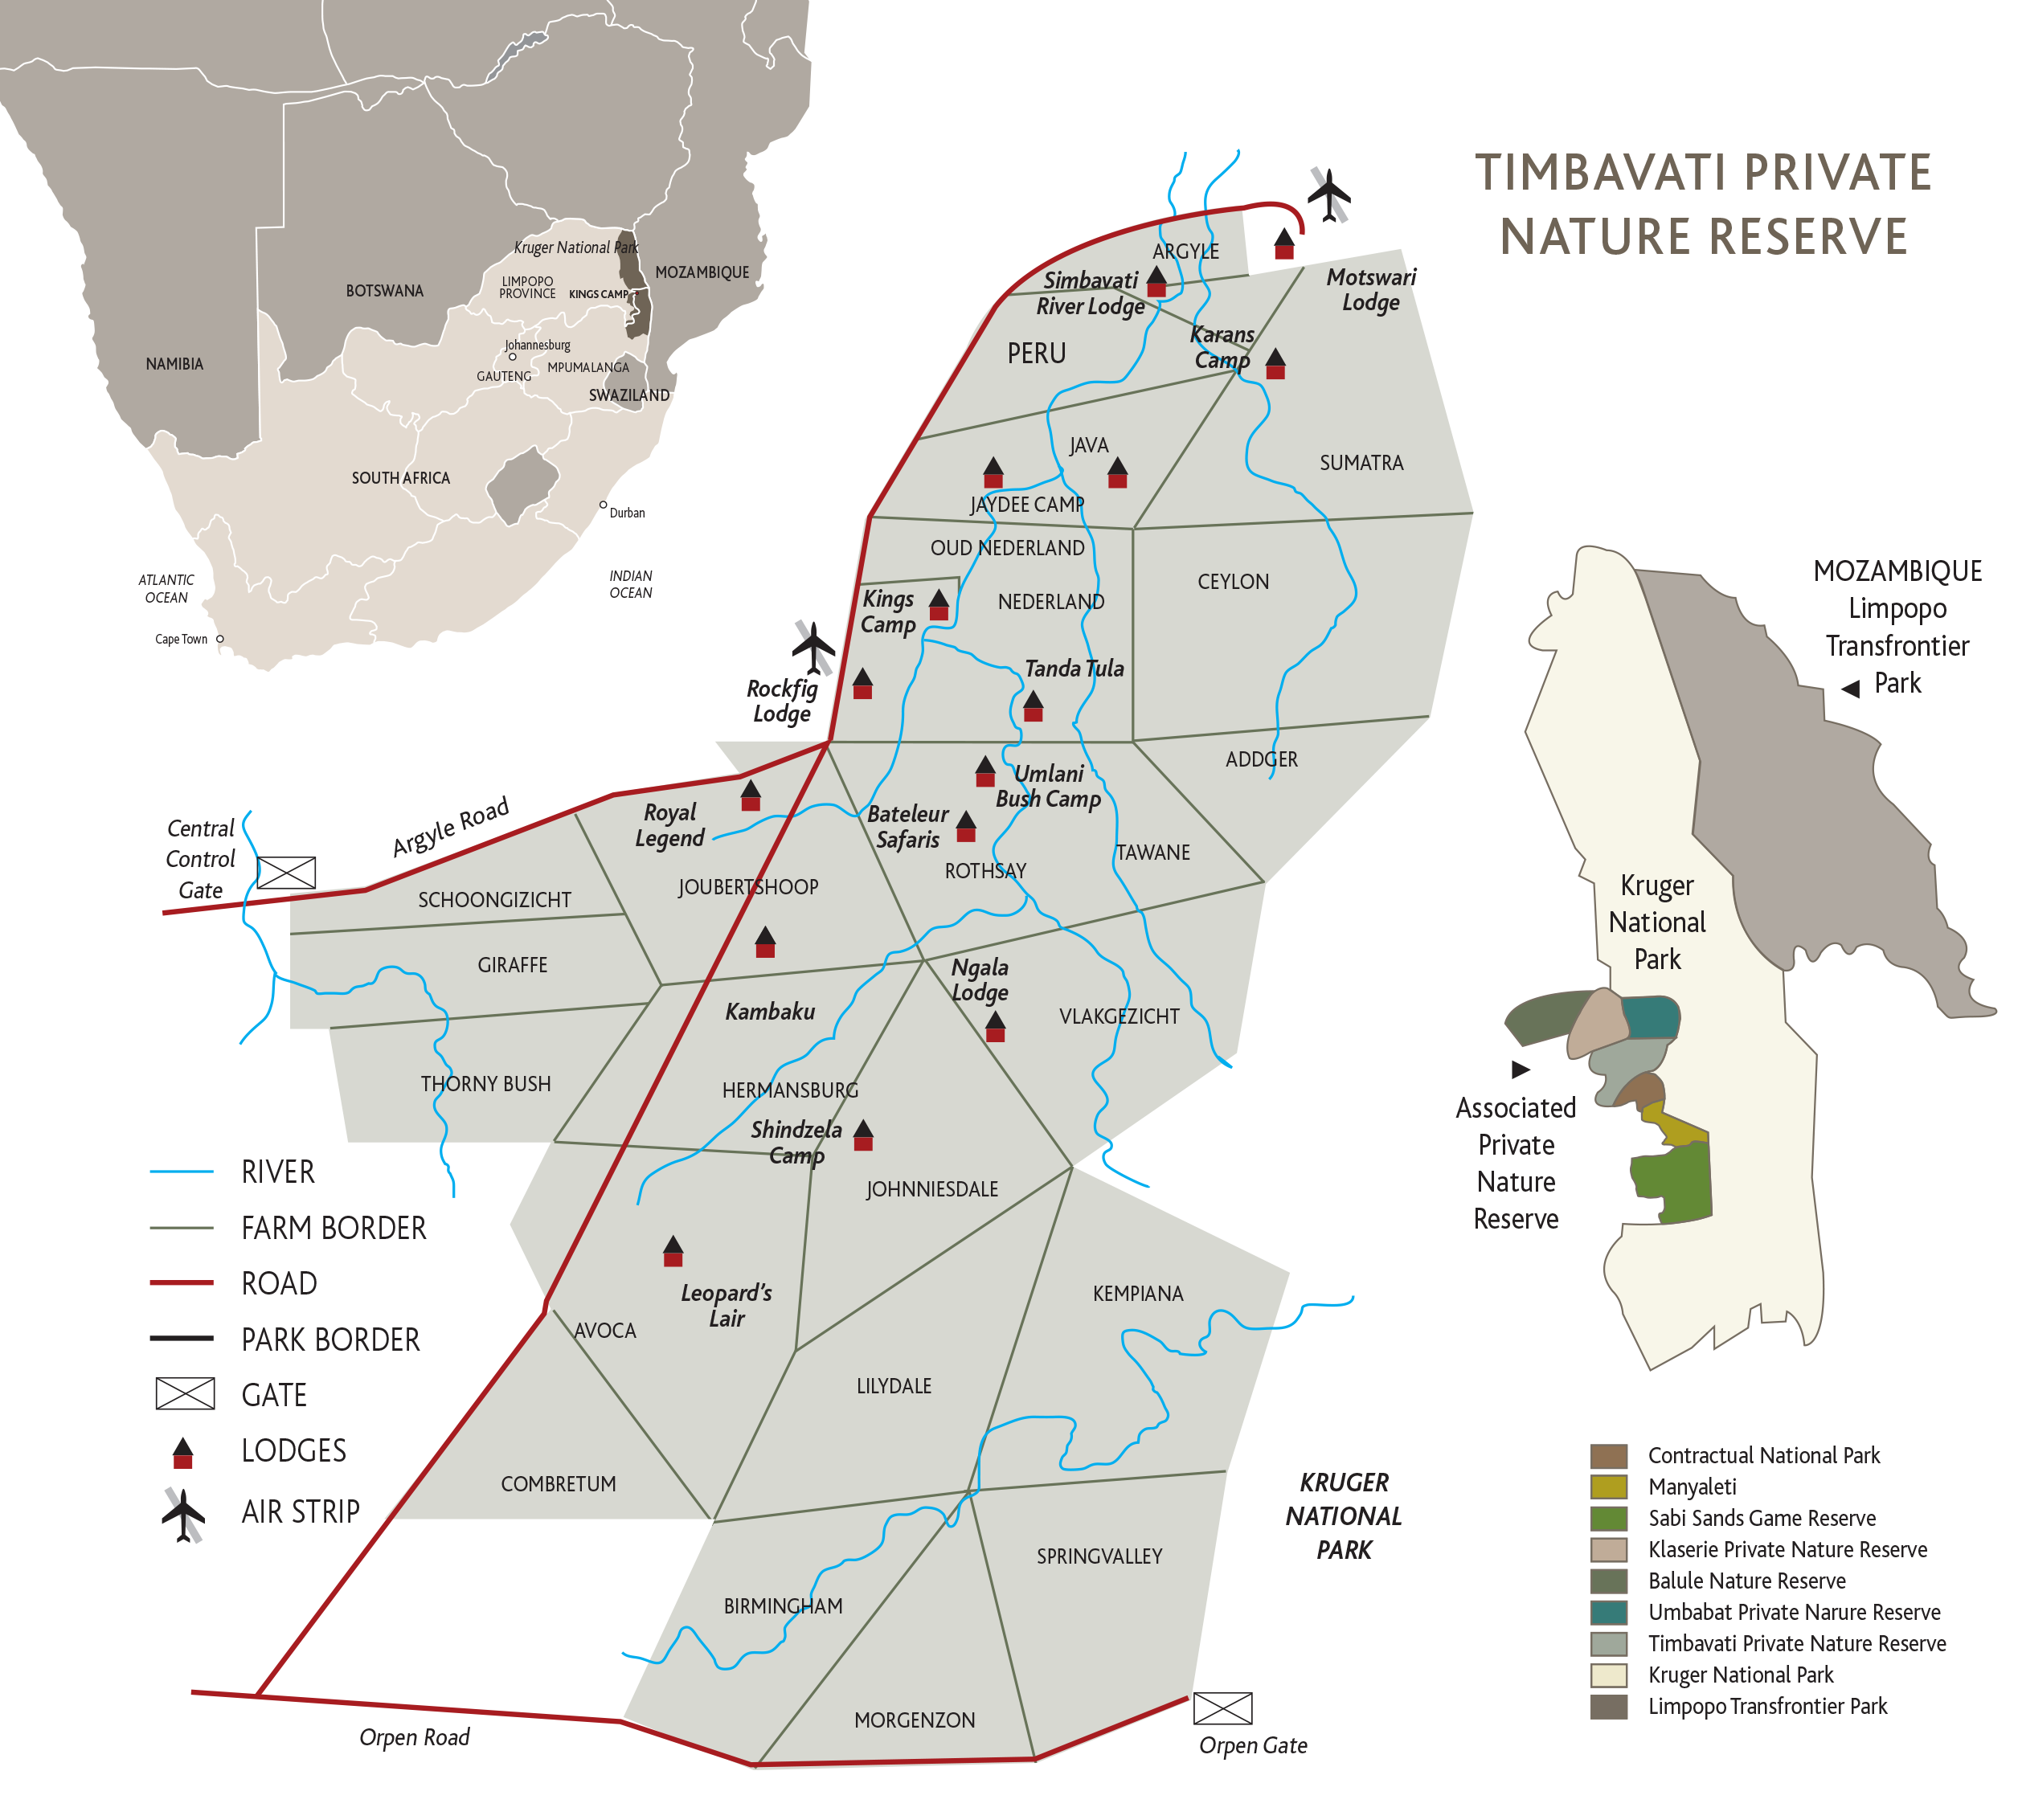 TIMBAVATI PRIVATE
NATURE RESERVE
Kruger National Park
LIMPOPO
PROVINCE
KINGS CAMP
MOZAMBIQUE
BOTSWANA
Johannesburg
NAMIBIA
GAUTENG
MPUMALANGA
SWAZILAND
SOUTH AFRICA
Durban
ATLANTIC
OCEAN
INDIAN
OCEAN
Cape Town
ARGYLE
Simbavati
River Lodge
Motswari
Lodge
Karans
Camp
PERU
JAVA
SUMATRA
JAYDEE CAMP
OUD NEDERLAND
CEYLON
Kings
Camp
NEDERLAND
Tanda Tula
Rockfig
Lodge
ADDGER
Umlani
Bush Camp
Royal
Legend
Bateleur
Safaris
TAWANE
ROTHSAY
Central
Control
Gate
Argyle Road
SCHOONGIZICHT
JOUBERTSHOOP
GIRAFFE
Ngala
Lodge
Kambaku
VLAKGEZICHT
THORNY BUSH
HERMANSBURG
Shindzela
Camp
JOHNNIESDALE
Leopard's
Lair
KEMPIANA
AVOCA
LILYDALE
COMBRETUM
KRUGER
NATIONAL
PARK
SPRINGVALLEY
BIRMINGHAM
MORGENZON
Orpen Road
Orpen Gate
RIVER
FARM BORDER
ROAD
PARK BORDER
GATE
LODGES
AIR STRIP
MOZAMBIQUE
Limpopo
Transfrontier
Park
Kruger
National
Park
Associated
Private
Nature
Reserve
Contractual National Park
Manyaleti
Sabi Sands Game Reserve
Klaserie Private Nature Reserve
Balule Nature Reserve
Umbabat Private Narure Reserve
Timbavati Private Nature Reserve
Kruger National Park
Limpopo Transfrontier Park